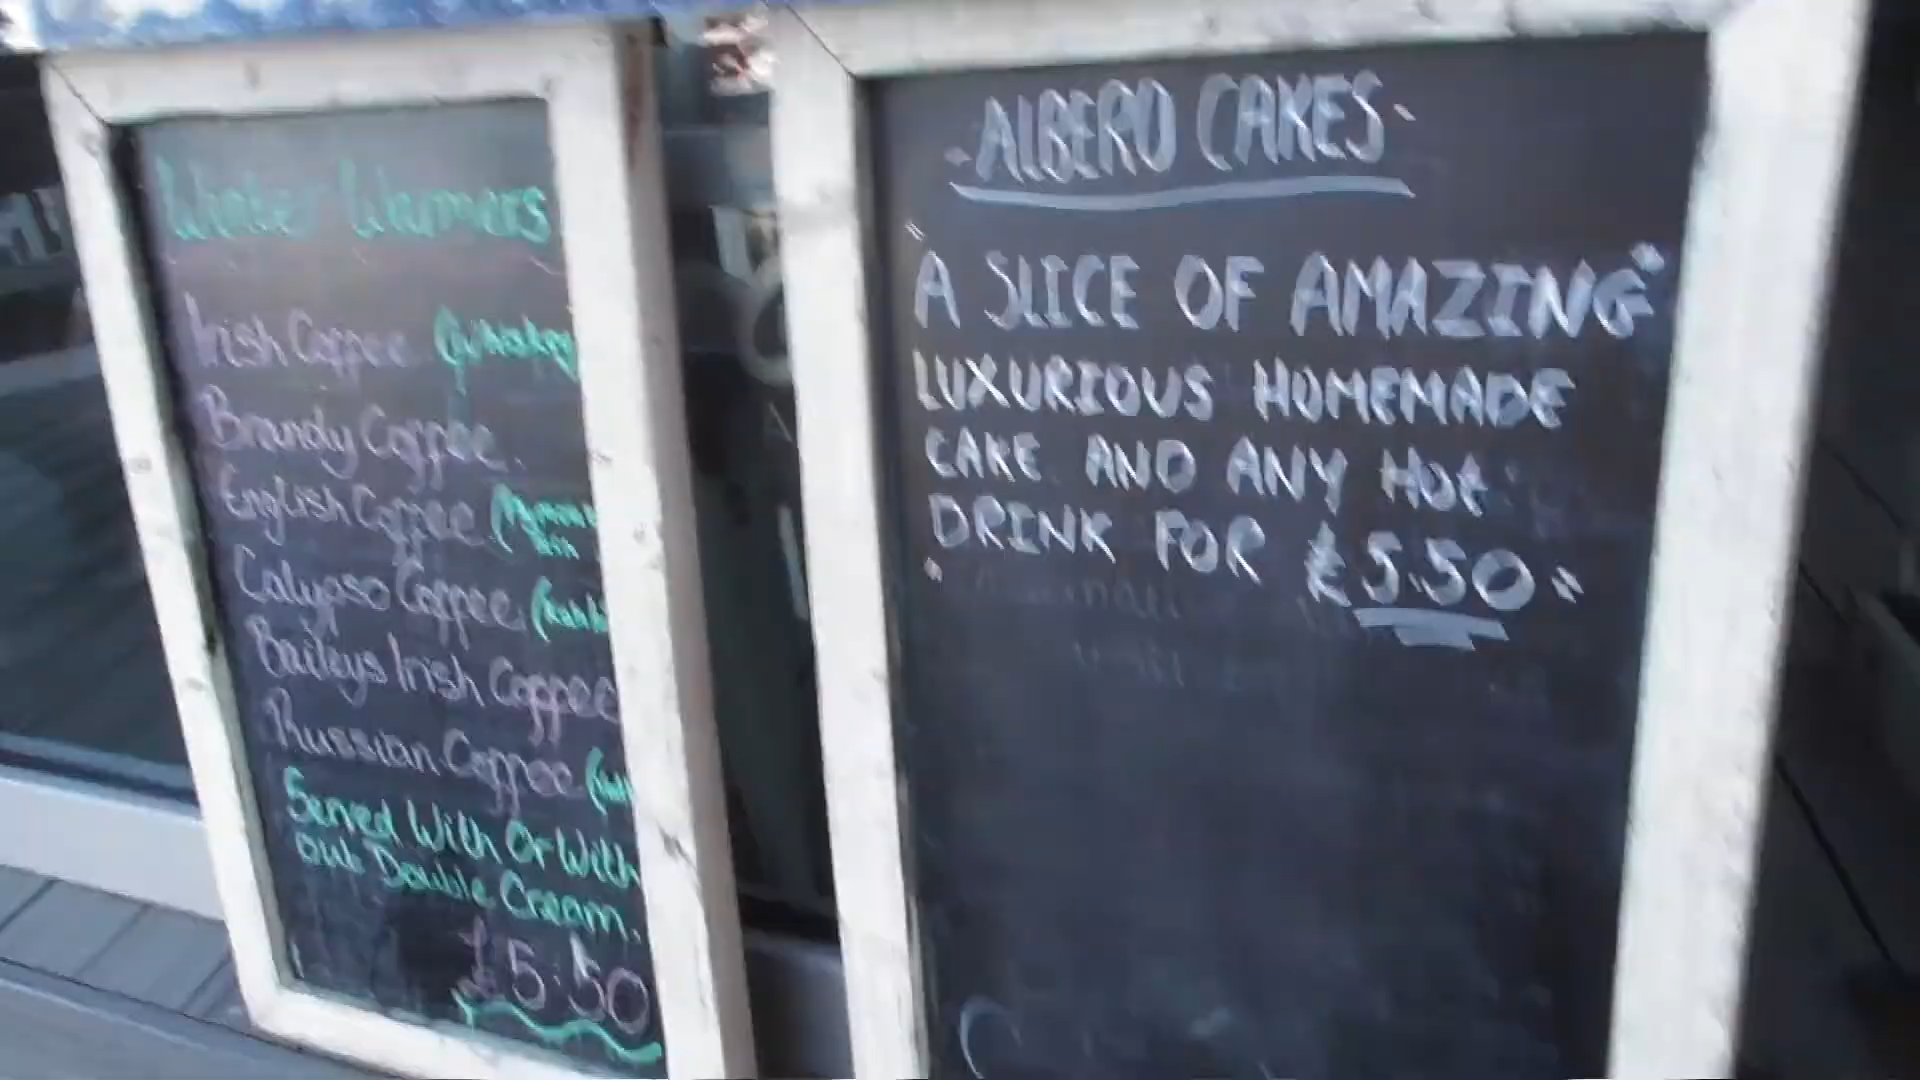 Winter Warmers
Irish Coffee (Whiskey
Brandy Coffee.
English Coffee
Calypso Coffee
Baileys Irish Coffee
Russian Coffee
Served With Or With
Out Double Cream.
£5.50
-ALBERO CAKES-
"A SLICE OF AMAZING"
LUXURIOUS HOMEMADE
CAKE AND ANY Hot
DRINK FOR £5.50